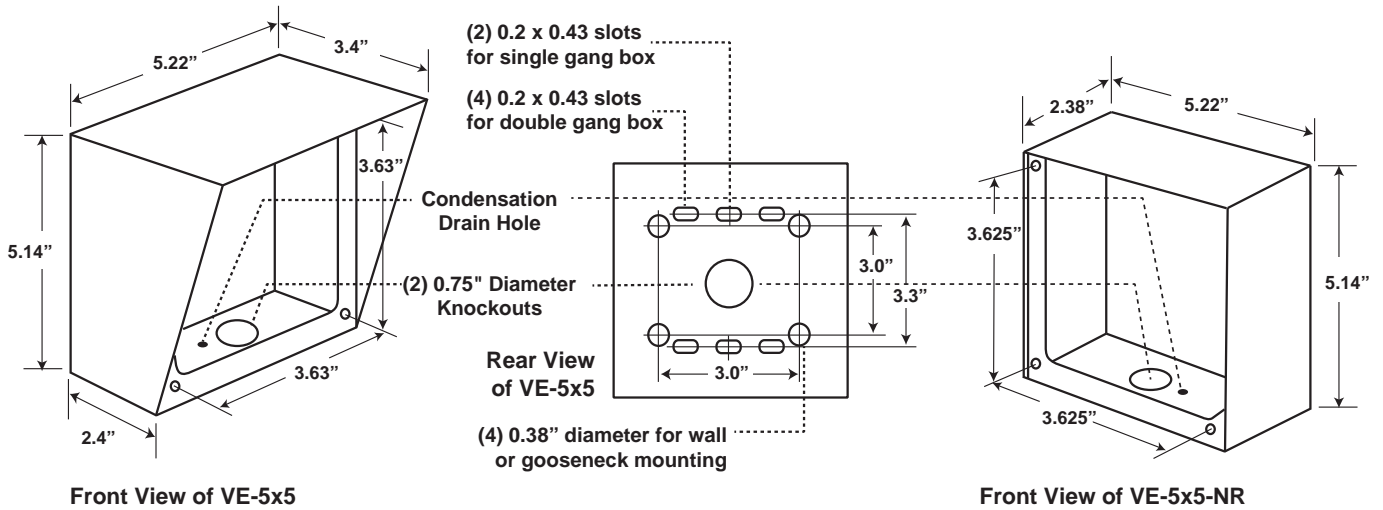 5.22”
3.4”
5.14”
3.63”
3.63”
2.4”
Front View of VE-5x5
(2) 0.2 x 0.43 slots
for single gang box
(4) 0.2 x 0.43 slots
for double gang box
Condensation
Drain Hole
(2) 0.75" Diameter
Knockouts
3.0”
3.3”
3.0”
Rear View
of VE-5x5
(4) 0.38” diameter for wall
or gooseneck mounting
2.38”
5.22”
3.625”
5.14”
3.625”
Front View of VE-5x5-NR